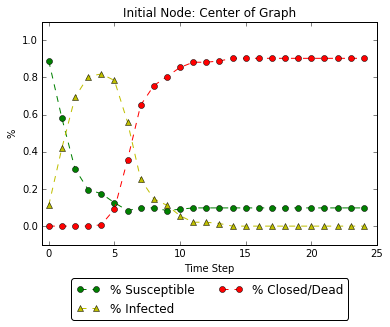 Initial Node: Center of Graph
1.0
0.8
0.6
0.4
0.2
0.0
%
0 5 10 15 20 25
Time Step
% Susceptible % Closed/Dead
% Infected